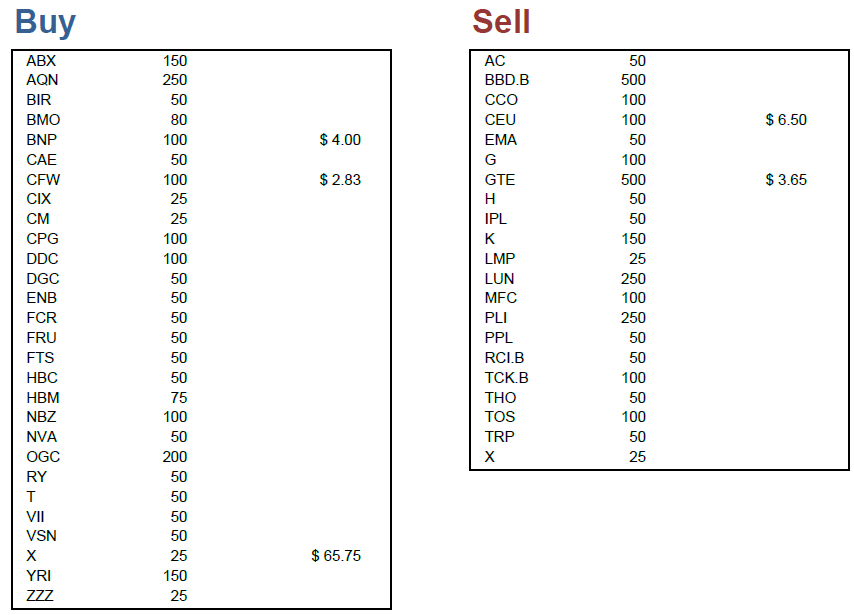 Buy
ABX 150
AQN 250
BIR 50
BMO 80
BNP 100 $ 4.00
CAE 50
CFW 100 $ 2.83
CIX 25
CM 25
CPG 100
DDC 100
DGC 50
ENB 50
FCR 50
FRU 50
FTS 50
HBC 50
HBM 75
NBZ 100
NVA 50
OGC 200
RY 50
T 50
VII 50
VSN 50
X 25 $ 65.75
YRI 150
ZZZ 25
Sell
AC 50
BBD.B 500
CCO 100
CEU 100 $ 6.50
EMA 50
G 100
GTE 500 $ 3.65
H 50
IPL 50
K 150
LMP 25
LUN 250
MFC 100
PLI 250
PPL 50
RCI.B 50
TCK.B 100
THO 50
TOS 100
TRP 50
X 25